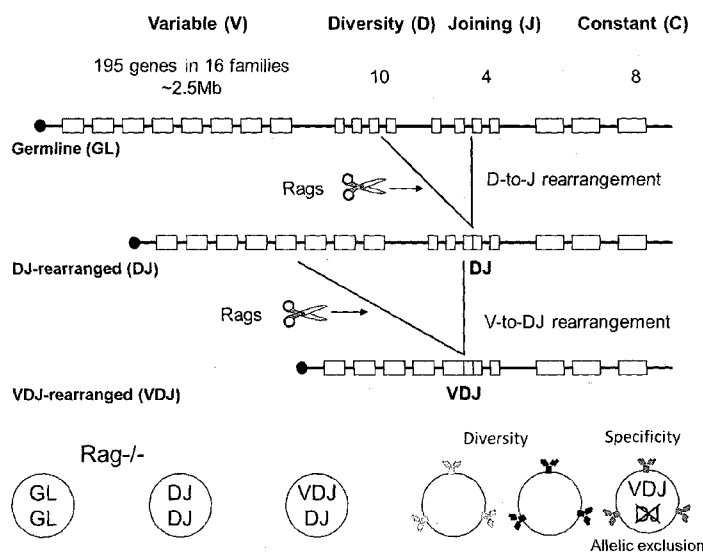 Variable (V) Diversity (D) Joining (J) Constant (C)
195 genes in 16 families 10 4 8
~2.5Mb
Germline (GL)
Rags D-to-J rearrangement
DJ-rearranged (DJ) DJ
Rags V-to-DJ rearrangement
VDJ-rearranged (VDJ) VDJ
Rag-/- Diversity Specificity
GL DJ VDJ VDJ
GL DJ DJ DJ
Allelic exclusion